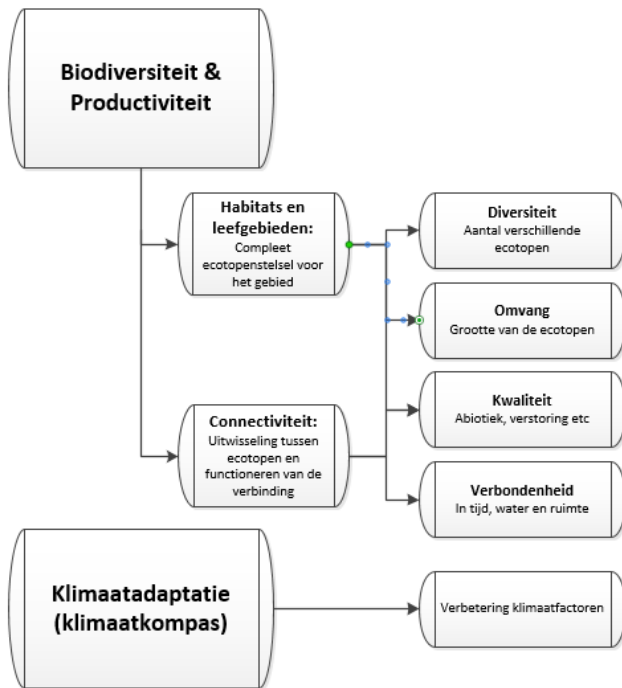 Biodiversiteit &
Productiviteit
Habitats en
leefgebieden:
Compleet
ecotopenstelsel voor
het gebied
Diversiteit
Aantal verschillende
ecotopen
Omvang
Grootte van de ecotopen
Kwaliteit
Abiotiek, verstoring etc
Connectiviteit:
Uitwisseling tussen
ecotopen en
functioneren van de
verbinding
Verbondenheid
In tijd, water en ruimte
Klimaatadaptatie
(klimaatkompas)
Verbetering klimaatfactoren